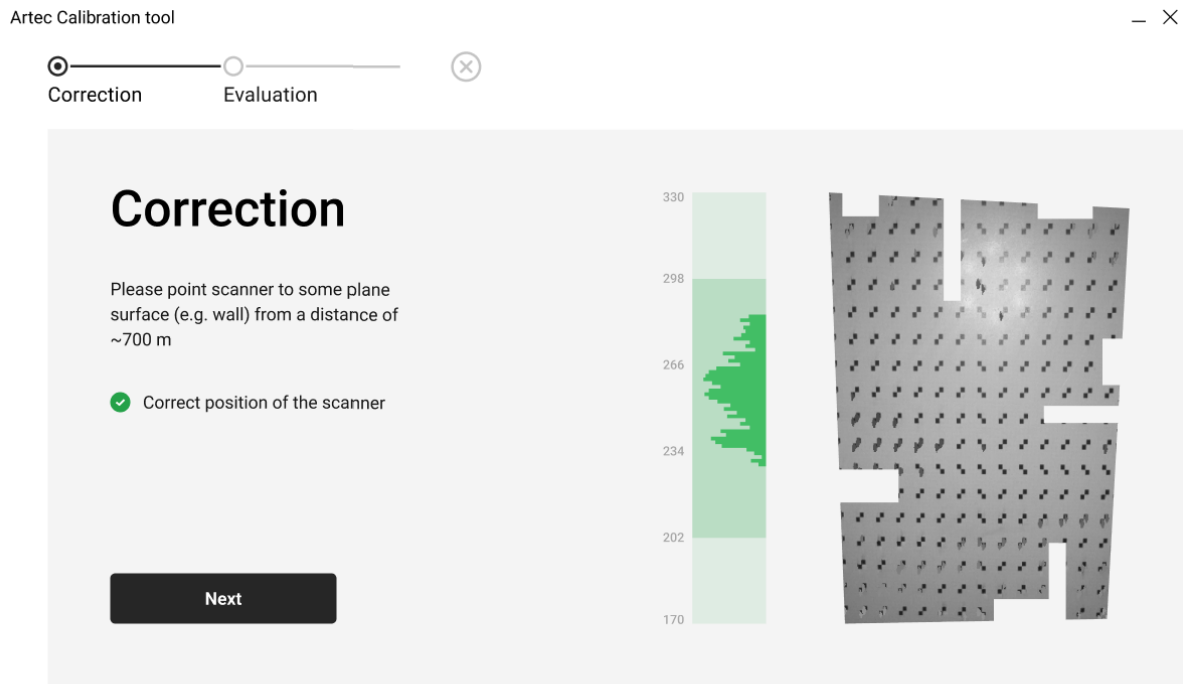 Artec Calibration tool
Correction
Evaluation
Correction
Please point scanner to some plane
surface (e.g. wall) from a distance of
~700 m
Correct position of the scanner
Next
330
298
266
234
202
170